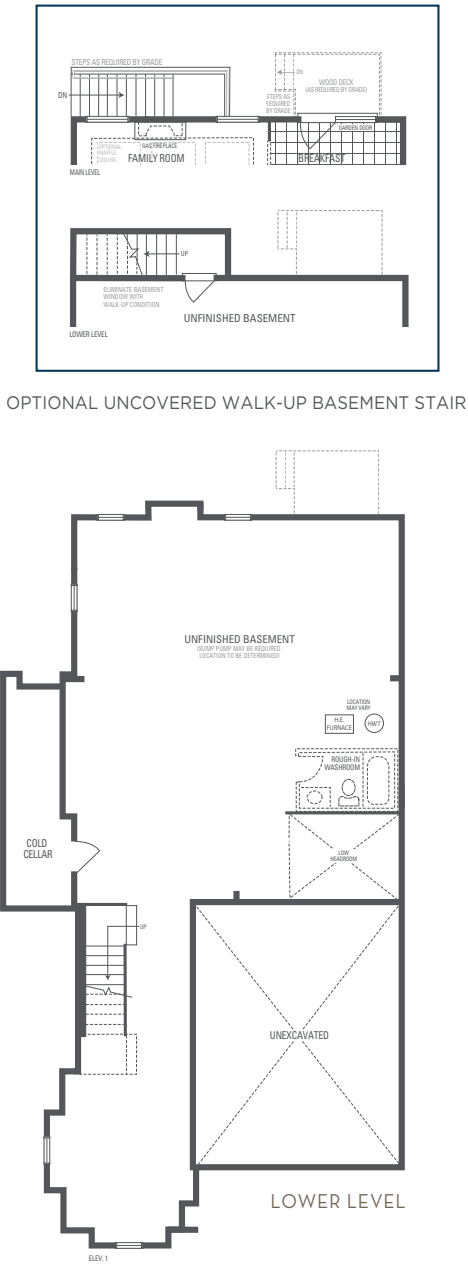 STEPS AS REQUIRED BY GRADE
DN
DN
WOOD DECK
(AS REQUIRED BY GRADE)
STEPS AS
REQUIRED
BY GRADE
GARDEN DOOR
GAS FIREPLACE
OPTIONAL
WAFFLE
CEILING
FAMILY ROOM
BREAKFAST
MAIN LEVEL
UP
ELIMINATE BASEMENT
WINDOW WITH
WALK-UP CONDITION
UNFINISHED BASEMENT
LOWER LEVEL
OPTIONAL UNCOVERED WALK-UP BASEMENT STAIR
UNFINISHED BASEMENT
(SUMP PUMP MAY BE REQUIRED.
LOCATION TO BE DETERMINED)
LOCATION
MAY VARY
H.E.
FURNACE
HWT
ROUGH-IN
WASHROOM
COLD
CELLAR
LOW
HEADROOM
UP
UNEXCAVATED
LOWER LEVEL
ELEV. 1